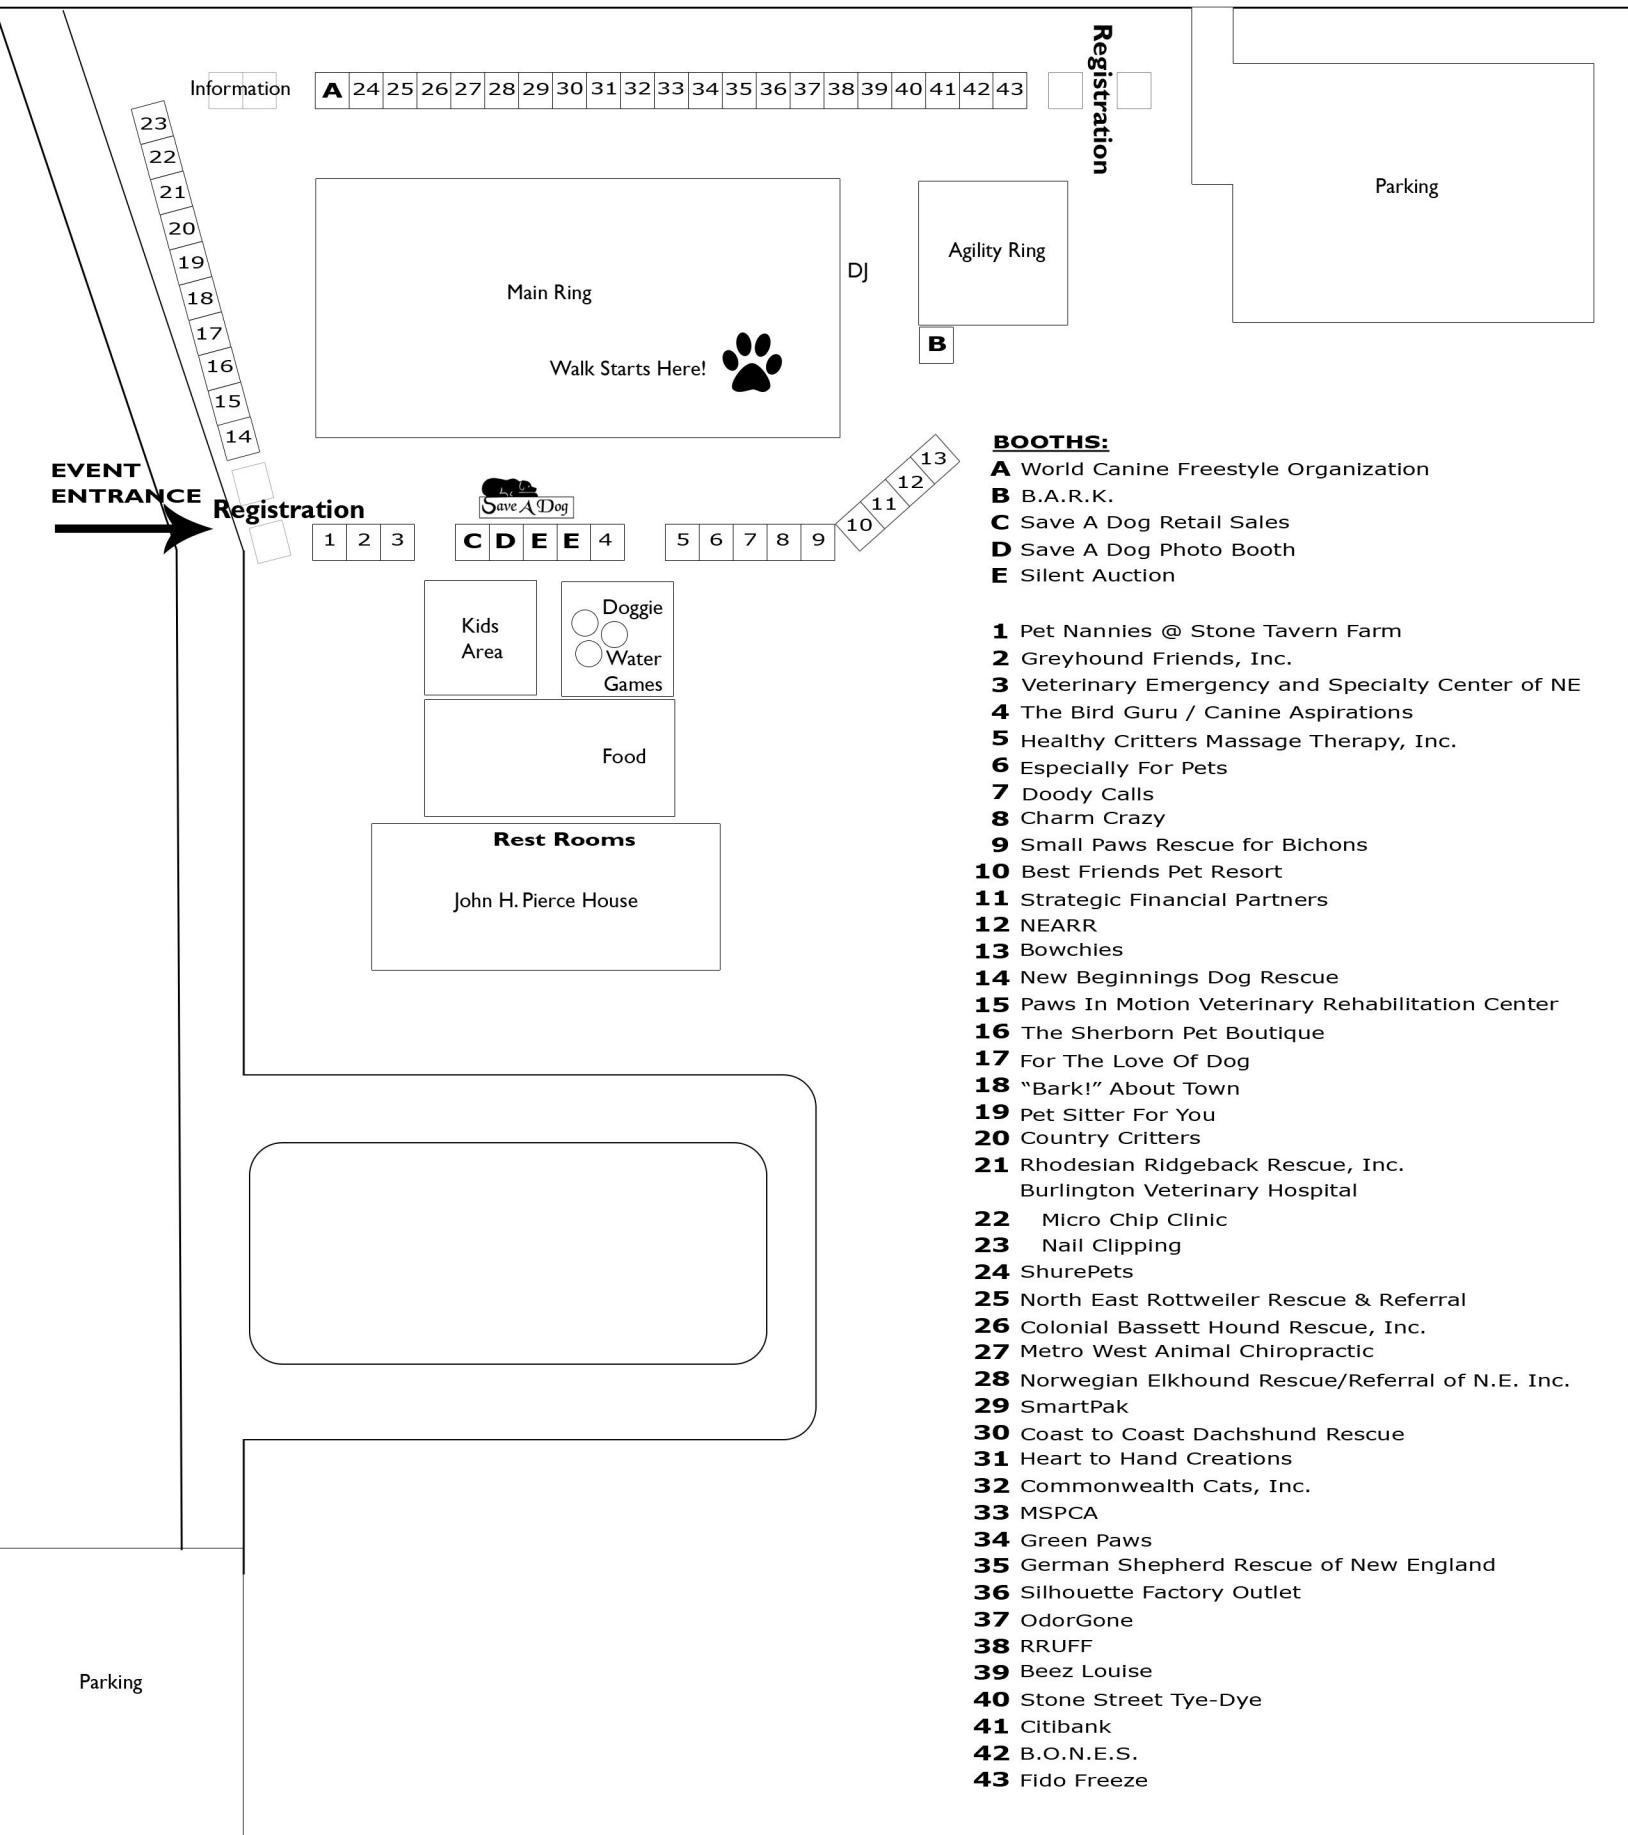 Registration
Information
A 24 25 26 27 28 29 30 31 32 33 34 35 36 37 38 39 40 41 42 43
23
22
21
20
19
18
17
16
15
14
Parking
Agility Ring
DJ
Main Ring
B
Walk Starts Here!
EVENT
ENTRANCE
Registration
Save A Dog
1 2 3
C D E E 4
5 6 7 8 9
10 11 12 13
Kids
Area
Doggie
Water
Games
Food
Rest Rooms
John H. Pierce House
Parking
BOOTHS:
A World Canine Freestyle Organization
B B.A.R.K.
C Save A Dog Retail Sales
D Save A Dog Photo Booth
E Silent Auction
1 Pet Nannies @ Stone Tavern Farm
2 Greyhound Friends, Inc.
3 Veterinary Emergency and Specialty Center of NE
4 The Bird Guru / Canine Aspirations
5 Healthy Critters Massage Therapy, Inc.
6 Especially For Pets
7 Doody Calls
8 Charm Crazy
9 Small Paws Rescue for Bichons
10 Best Friends Pet Resort
11 Strategic Financial Partners
12 NEARR
13 Bowchies
14 New Beginnings Dog Rescue
15 Paws In Motion Veterinary Rehabilitation Center
16 The Sherborn Pet Boutique
17 For The Love Of Dog
18 “Bark!” About Town
19 Pet Sitter For You
20 Country Critters
21 Rhodesian Ridgeback Rescue, Inc.
Burlington Veterinary Hospital
22 Micro Chip Clinic
23 Nail Clipping
24 ShurePets
25 North East Rottweiler Rescue & Referral
26 Colonial Bassett Hound Rescue, Inc.
27 Metro West Animal Chiropractic
28 Norwegian Elkhound Rescue/Referral of N.E. Inc.
29 SmartPak
30 Coast to Coast Dachshund Rescue
31 Heart to Hand Creations
32 Commonwealth Cats, Inc.
33 MSPCA
34 Green Paws
35 German Shepherd Rescue of New England
36 Silhouette Factory Outlet
37 OdorGone
38 RRUFF
39 Beez Louise
40 Stone Street Tye-Dye
41 Citibank
42 B.O.N.E.S.
43 Fido Freeze